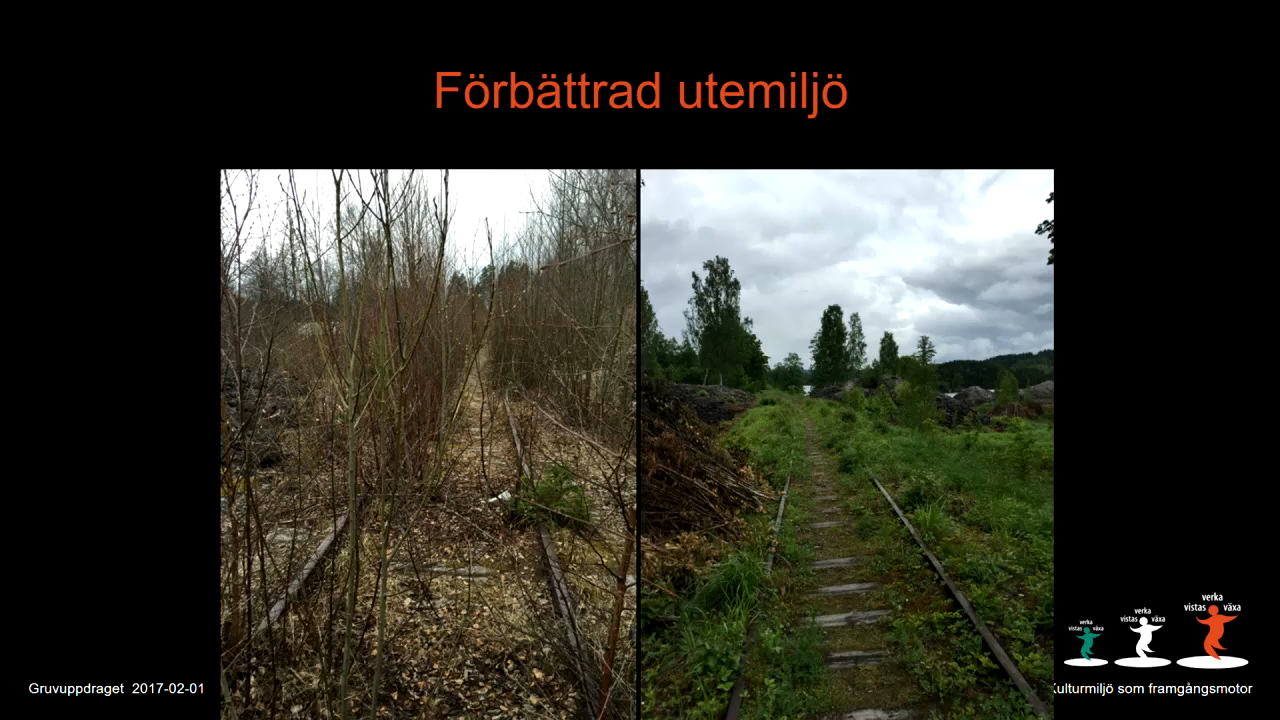 Förbättrad utemiljö
verka
vistas växa
verka
vistas växa
verka
vistas växa
Gruvuppdraget 2017-02-01
Kulturmiljö som framgångsmotor